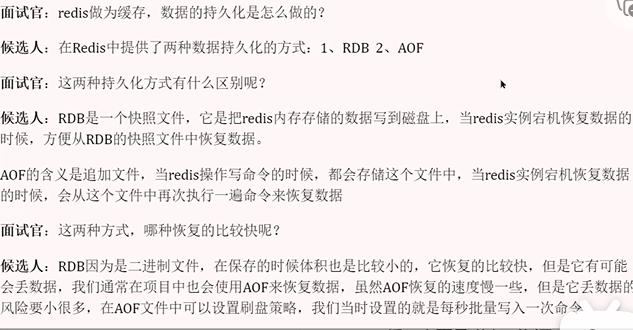 面试官：redis做为缓存，数据的持久化是怎么做的？
候选人：在Redis中提供了两种数据持久化的方式：1、RDB 2、AOF
面试官：这两种持久化方式有什么区别呢？
候选人：RDB是一个快照文件，它是把redis内存存储的数据写到磁盘上，当redis实例宕机恢复数据的
时候，方便从RDB的快照文件中恢复数据。
AOF的含义是追加文件，当redis操作写命令的时候，都会存储这个文件中，当redis实例宕机恢复数据
的时候，会从这个文件中再次执行一遍命令来恢复数据
面试官：这两种方式，哪种恢复的比较快呢？
候选人：RDB因为是二进制文件，在保存的时候体积也是比较小的，它恢复的比较快，但是它有可能
会丢数据，我们通常在项目中也会使用AOF来恢复数据，虽然AOF恢复的速度慢一些，但是它丢数据的
风险要小很多，在AOF文件中可以设置刷盘策略，我们当时设置的就是每秒批量写入一次命令